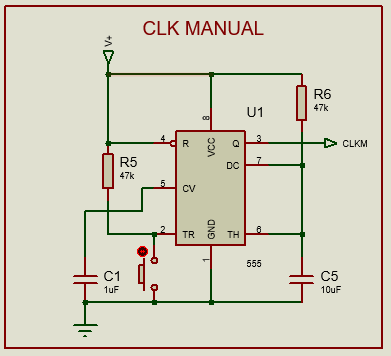 CLK MANUAL
V+
R6
47k
U1
8
4
R
VCC
Q
3
CLKM
R5
47k
DC
7
5
CV
2
TR
GND
TH
6
1
555
C1
1uF
C5
10uF